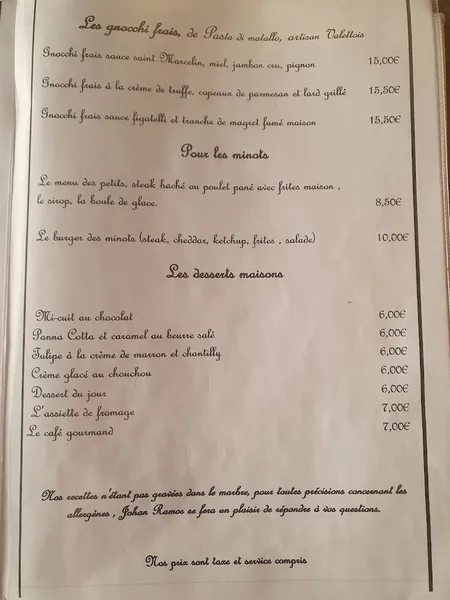 Les gnocchi frais, de Pasta di matallo, artisan Valettois
Gnocchi frais sauce saint Marcelin, miel, jambon cru, pignon 15,00€
Gnocchi frais à la crème de truffe, copeaux de parmesan et lard grillé 15,50€
Gnocchi frais sauce figatelli et tranche de magret fumé maison 15,50€
Pour les minots
Le menu des petits, steak haché ou poulet pané avec frites maison ,
le sirop, la boule de glace. 8,50€
Le burger des minots (steak, cheddar, ketchup, frites , salade) 10,00€
Les desserts maisons
Mi-cuit au chocolat 6,00€
Panna Cotta et caramel au beurre salé 6,00€
Tulipe à la crème de marron et chantilly 6,00€
Crème glacé au chouchou 6,00€
Dessert du jour 6,00€
L'assiette de fromage 7,00€
Le café gourmand 7,00€
Nos recettes n'étant pas gravées dans le marbre, pour toutes précisions concernant les
allergènes , Johan Ramos se fera un plaisir de répondre à vos questions.
Nos prix sont taxe et service compris